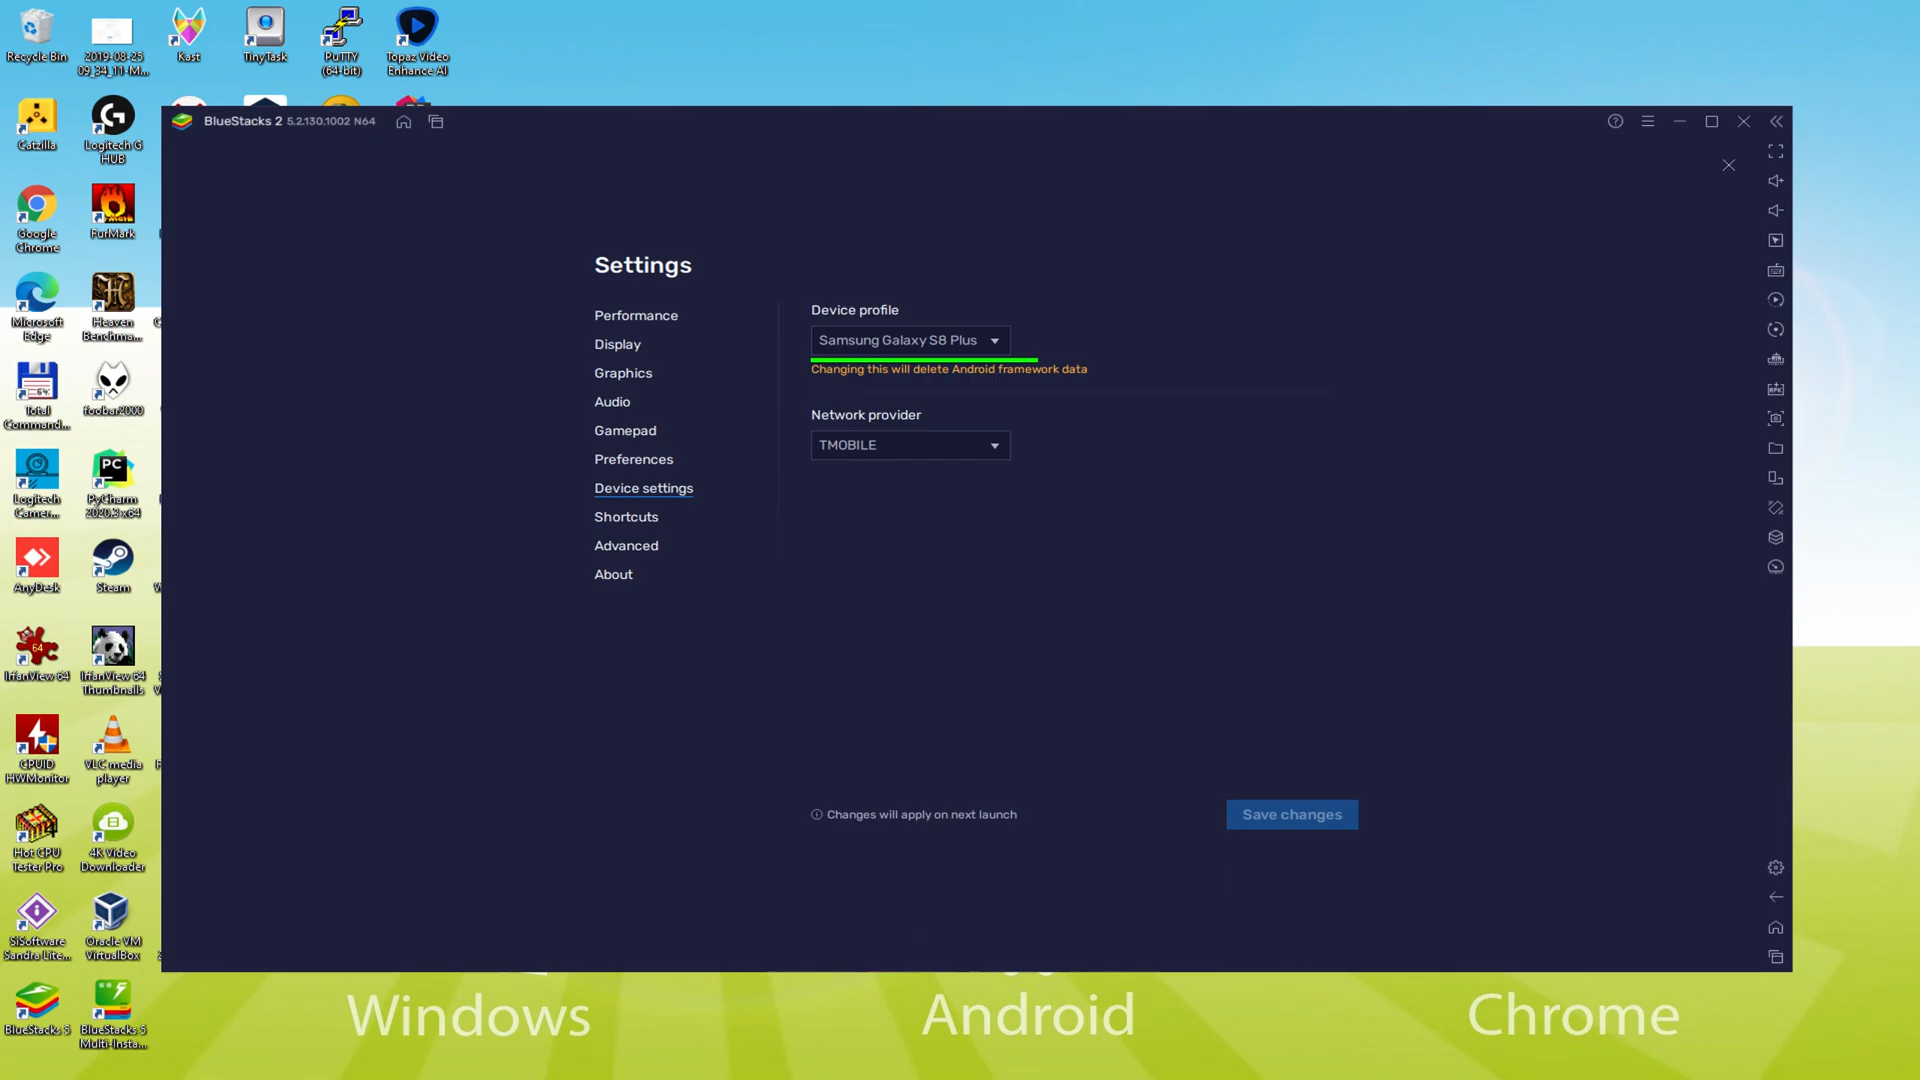 Recycle Bin
2019-08-25
09_34_11-M...
Kast
TinyTask
PuTTY
(64-bit)
Topaz Video
Enhance AI
Catzilla
Logitech G
HUB
Google
Chrome
FurMark
Microsoft
Edge
Heaven
Benchma...
Total
Command...
foobar2000
Logitech
Camer...
PyCharm
2020.3 x64
AnyDesk
Steam
IrfanView 64
IrfanView 64
Thumbnails
CPUID
HWMonitor
VLC media
player
Hot CPU
Tester Pro
4K Video
Downloader
SiSoftware
Sandra Lite...
Oracle VM
VirtualBox
BlueStacks 5
BlueStacks 5
Multi-Insta...
BlueStacks 2 5.2.130.1002 N64
Settings
Performance
Display
Graphics
Audio
Gamepad
Preferences
Device settings
Shortcuts
Advanced
About
Device profile
Samsung Galaxy S8 Plus
Changing this will delete Android framework data
Network provider
TMOBILE
Changes will apply on next launch
Save changes
Windows
Android
Chrome